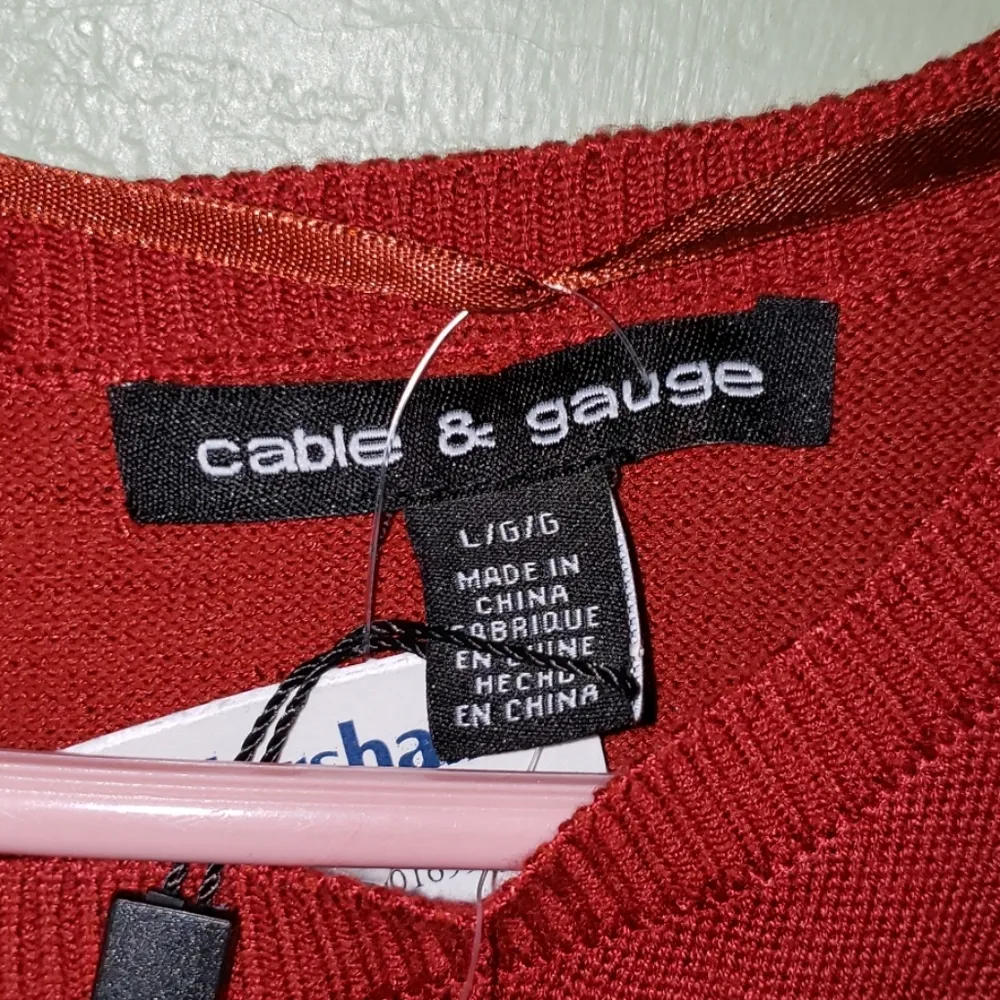 cable & gauge
L/G/G
MADE IN
CHINA
FABRIQUE
EN CHINE
HECHO
EN CHINA